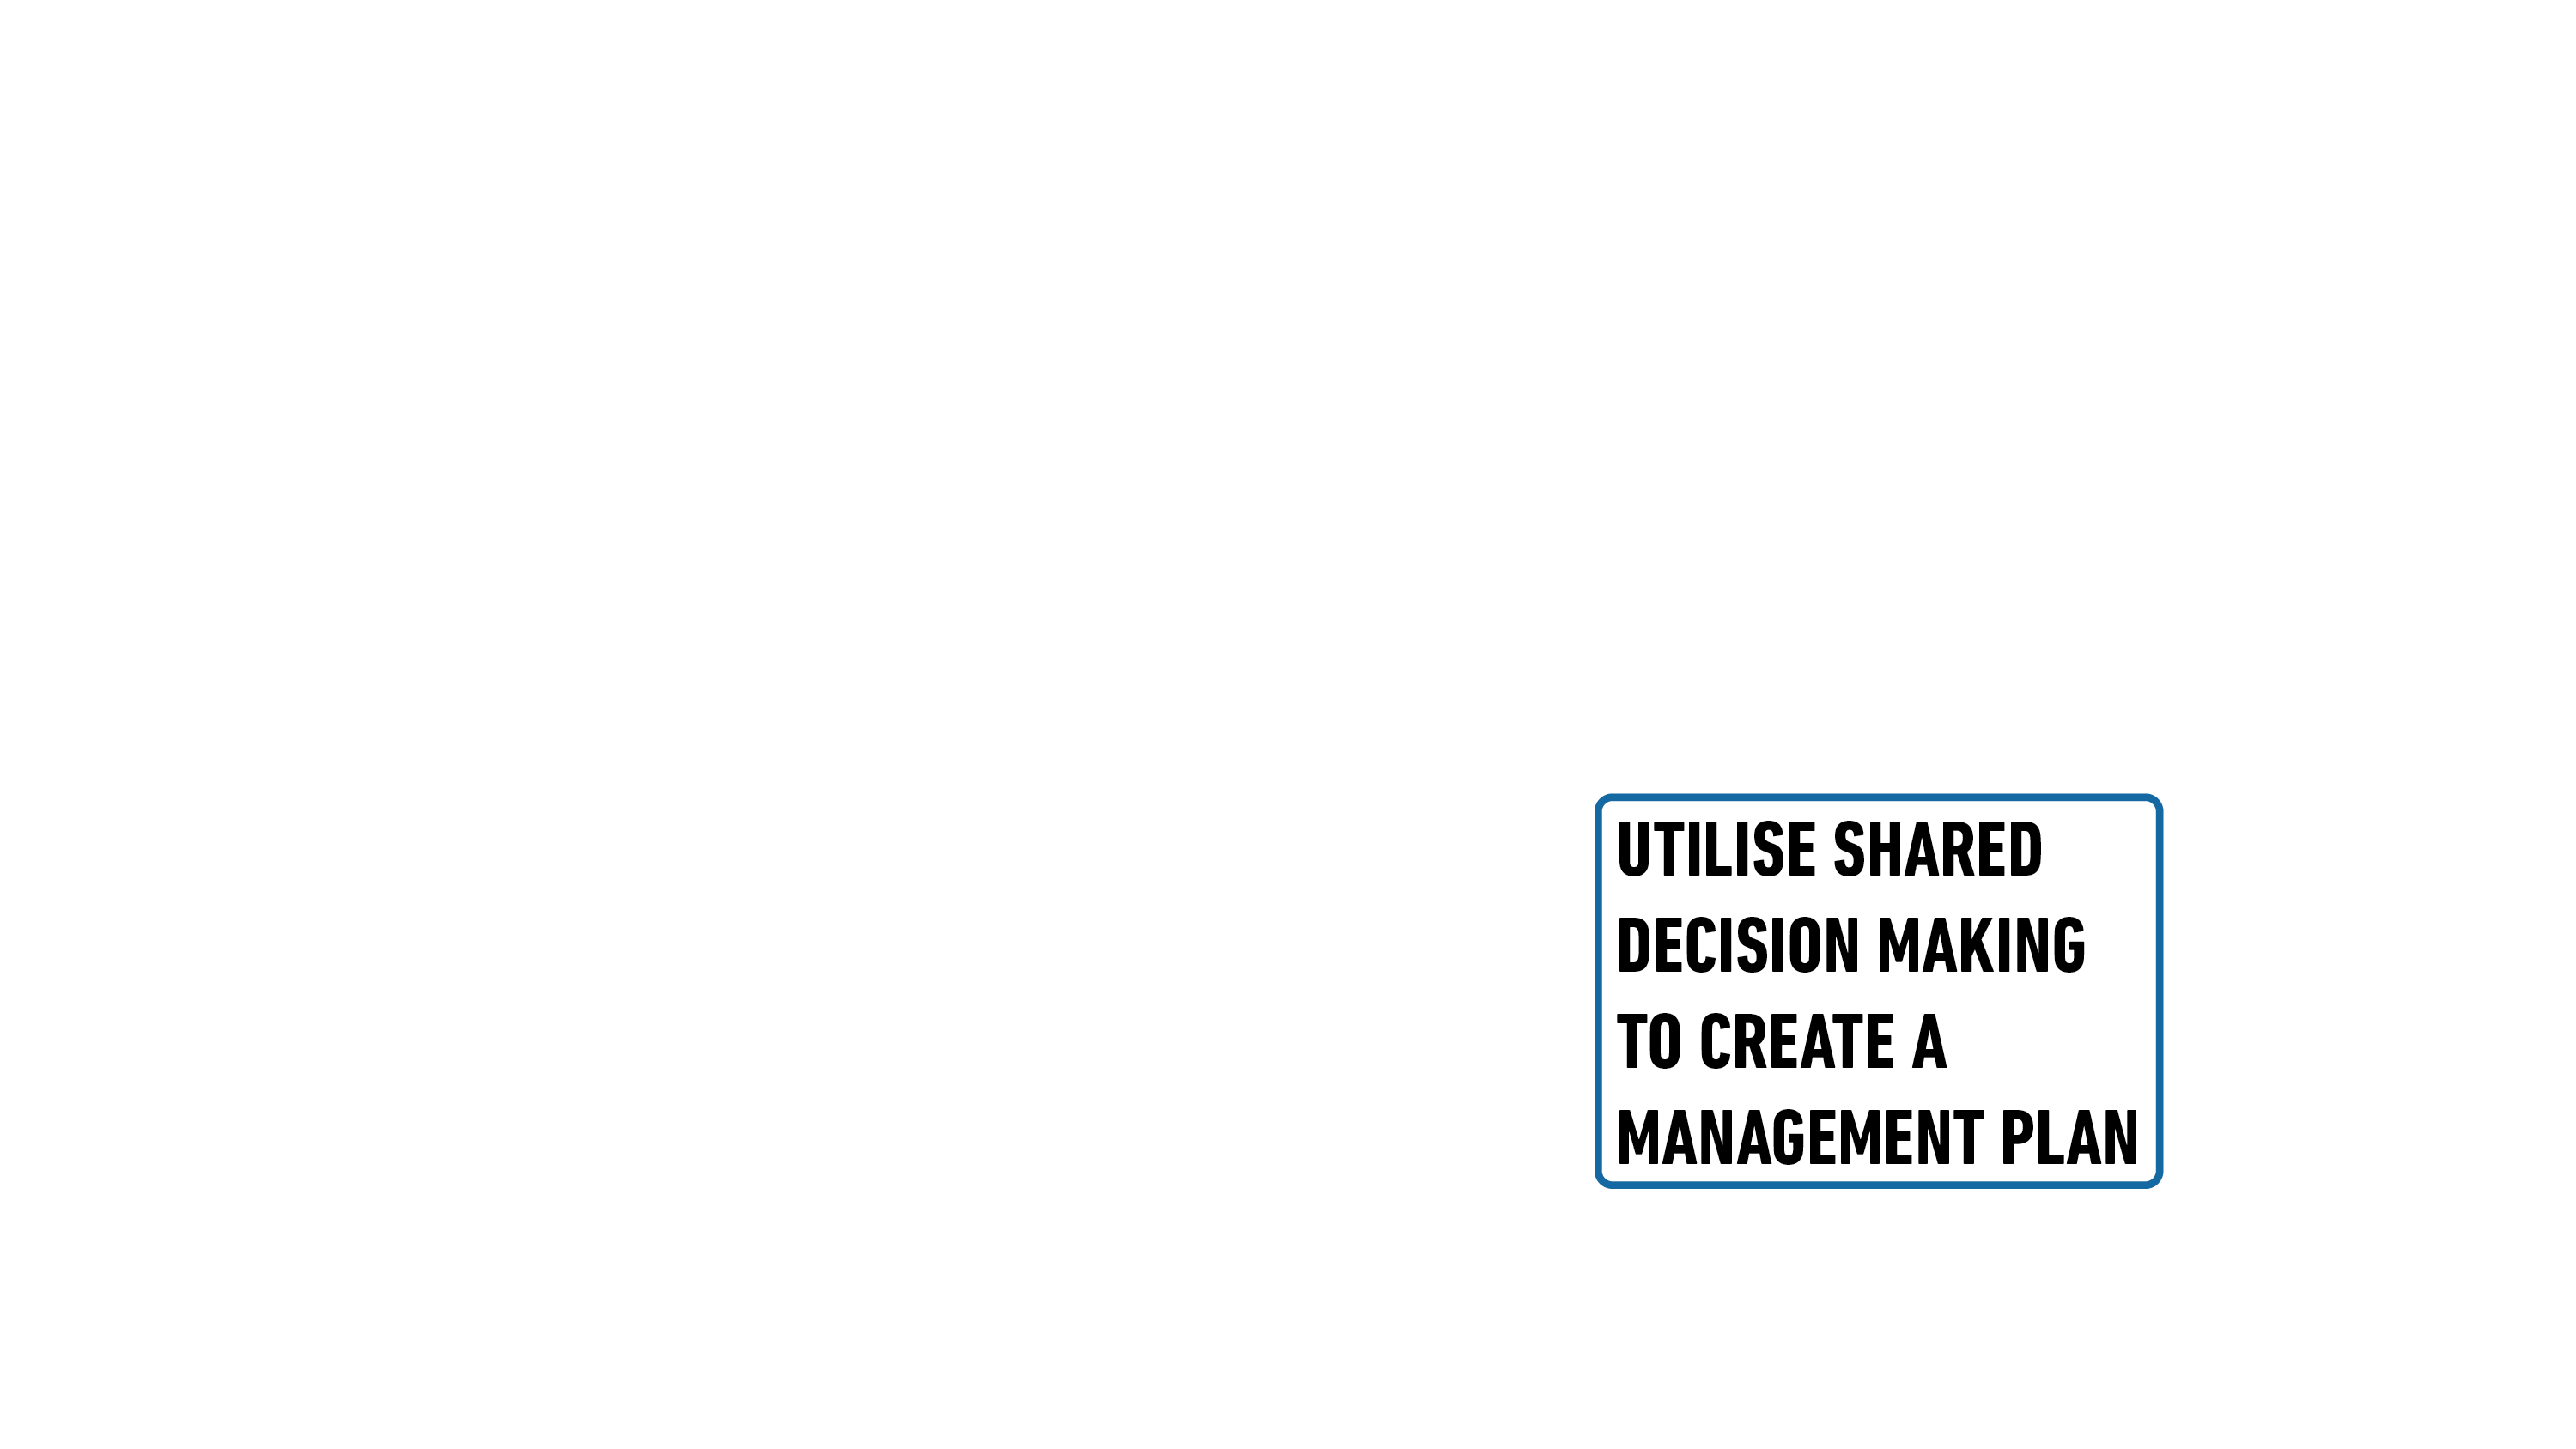 UTILISE SHARED
DECISION MAKING
TO CREATE A
MANAGEMENT PLAN